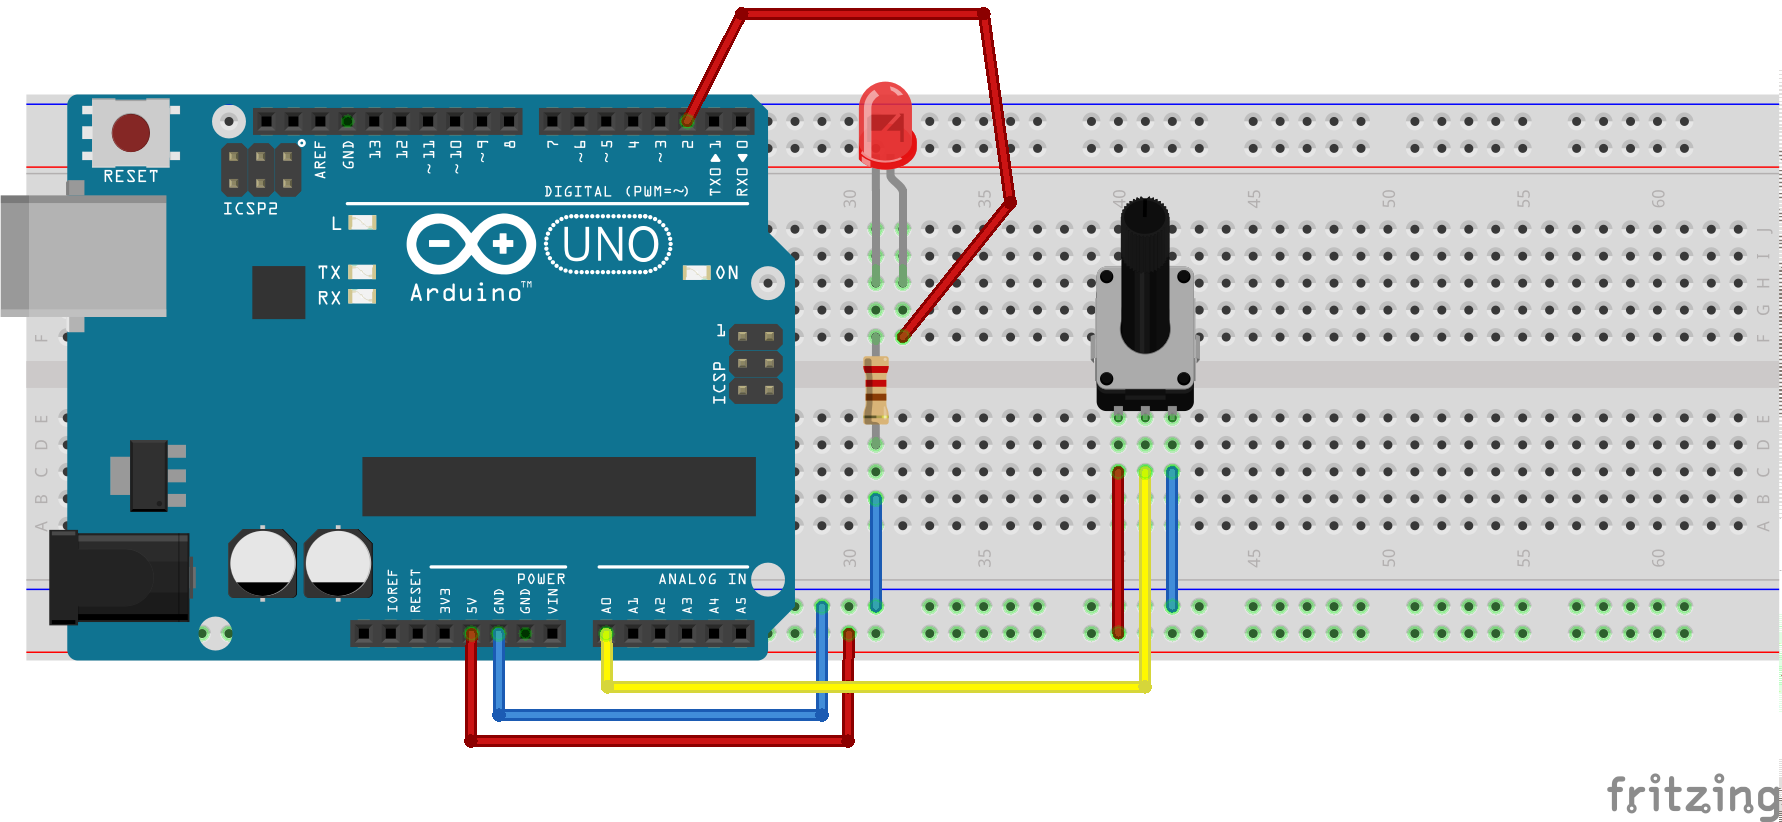 RESET
ICSP2
AREF
GND
13
12
~11
~10
~9
8
7
~6
~5
4
~3
2
TX0▶1
RX0◀0
DIGITAL (PWM=~)
L
TX
RX
UNO
Arduino™
ON
1
ICSP
IOREF
RESET
3V3
5V
GND
GND
VIN
POWER
A0
A1
A2
A3
A4
A5
ANALOG IN
30
35
40
45
50
55
60
J
I
H
G
F
F
E
D
C
B
A
E
D
C
B
A
30
35
45
50
55
60
fritzing